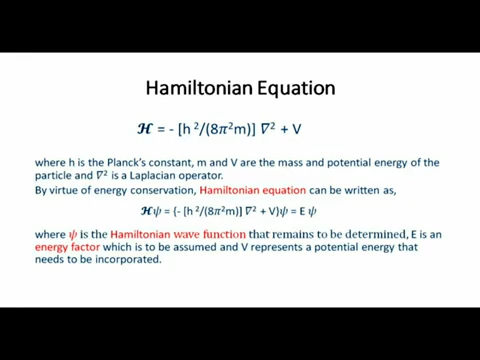 Hamiltonian Equation
𝓗 = - [h ²/(8π²m)] ∇² + V
where h is the Planck's constant, m and V are the mass and potential energy of the
particle and ∇² is a Laplacian operator.
By virtue of energy conservation, Hamiltonian equation can be written as,
𝓗ψ = {- [h ²/(8π²m)] ∇² + V}ψ = E ψ
where ψ is the Hamiltonian wave function that remains to be determined, E is an
energy factor which is to be assumed and V represents a potential energy that
needs to be incorporated.